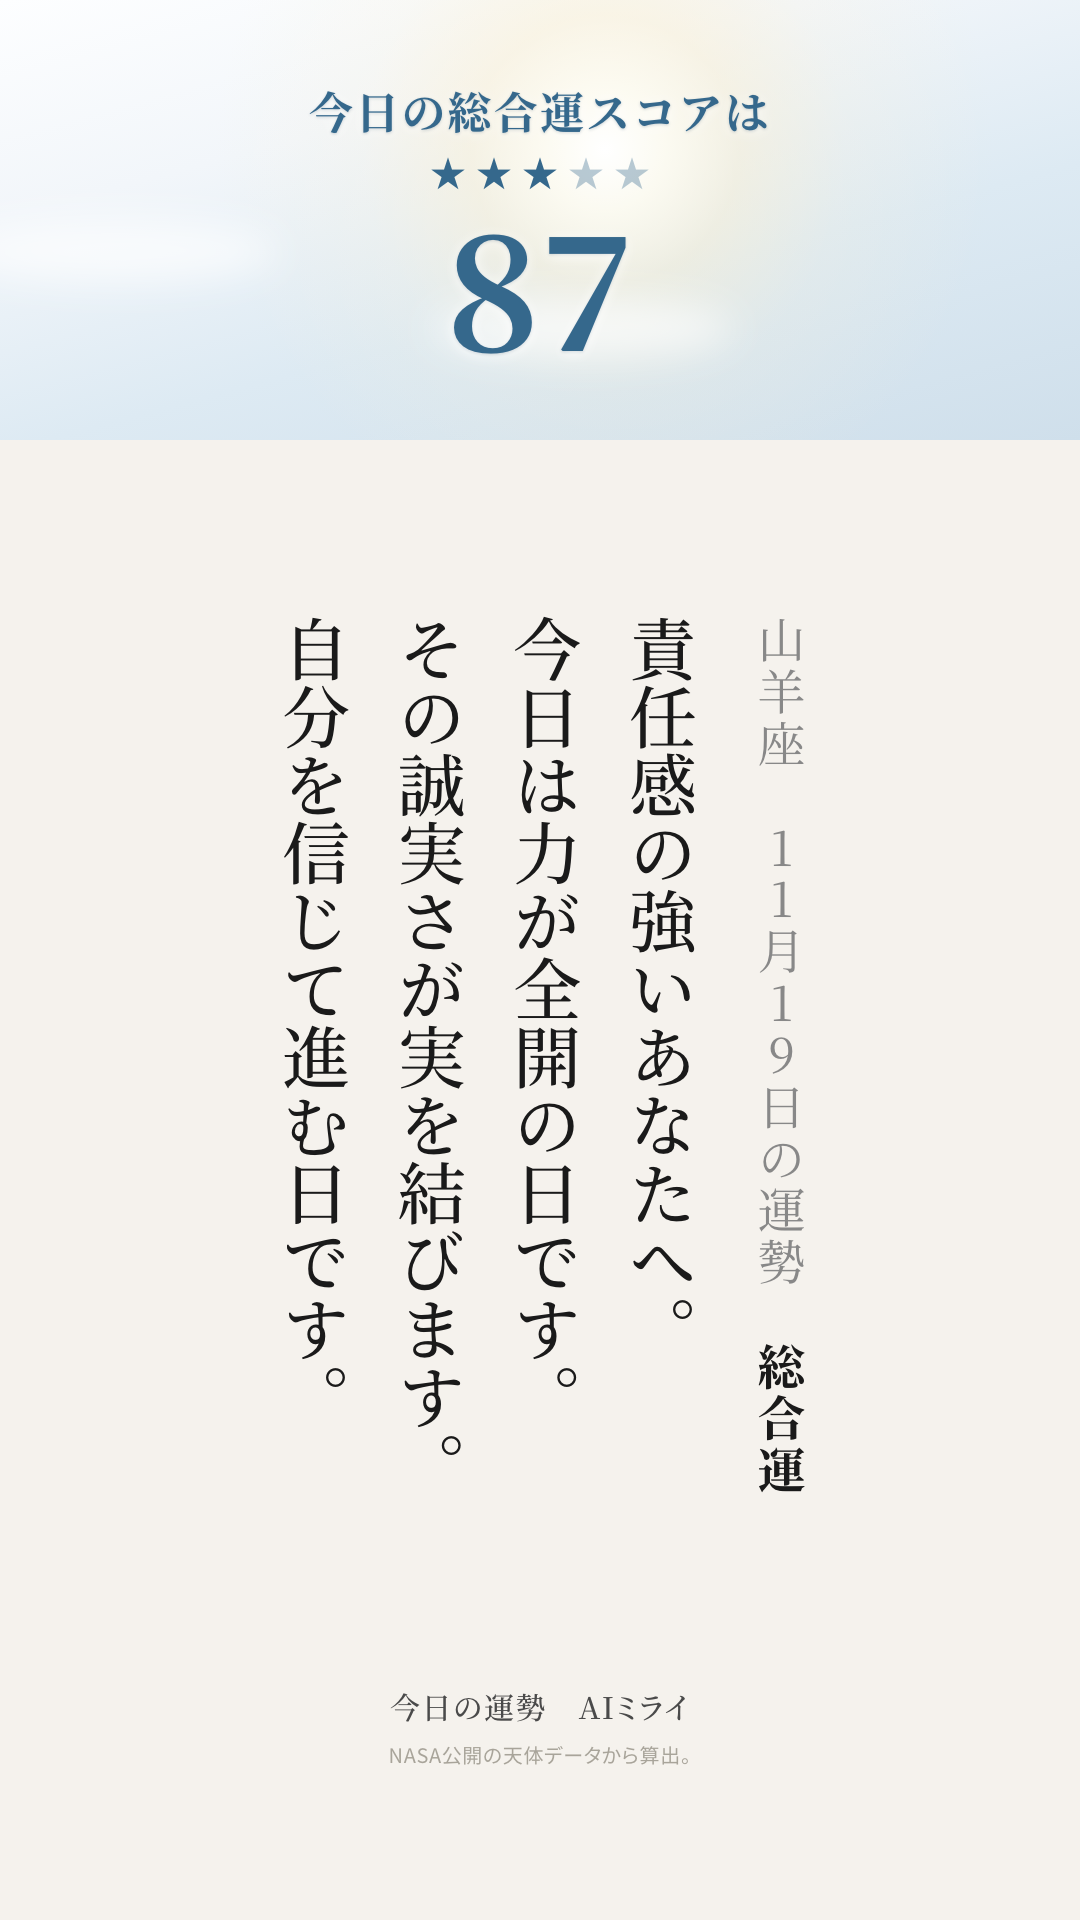 今日の総合運スコアは
★★★★★
87
山羊座　11月19日の運勢　総合運
責任感の強いあなたへ。
今日は力が全開の日です。
その誠実さが実を結びます。
自分を信じて進む日です。
今日の運勢　AIミライ
NASA公開の天体データから算出。